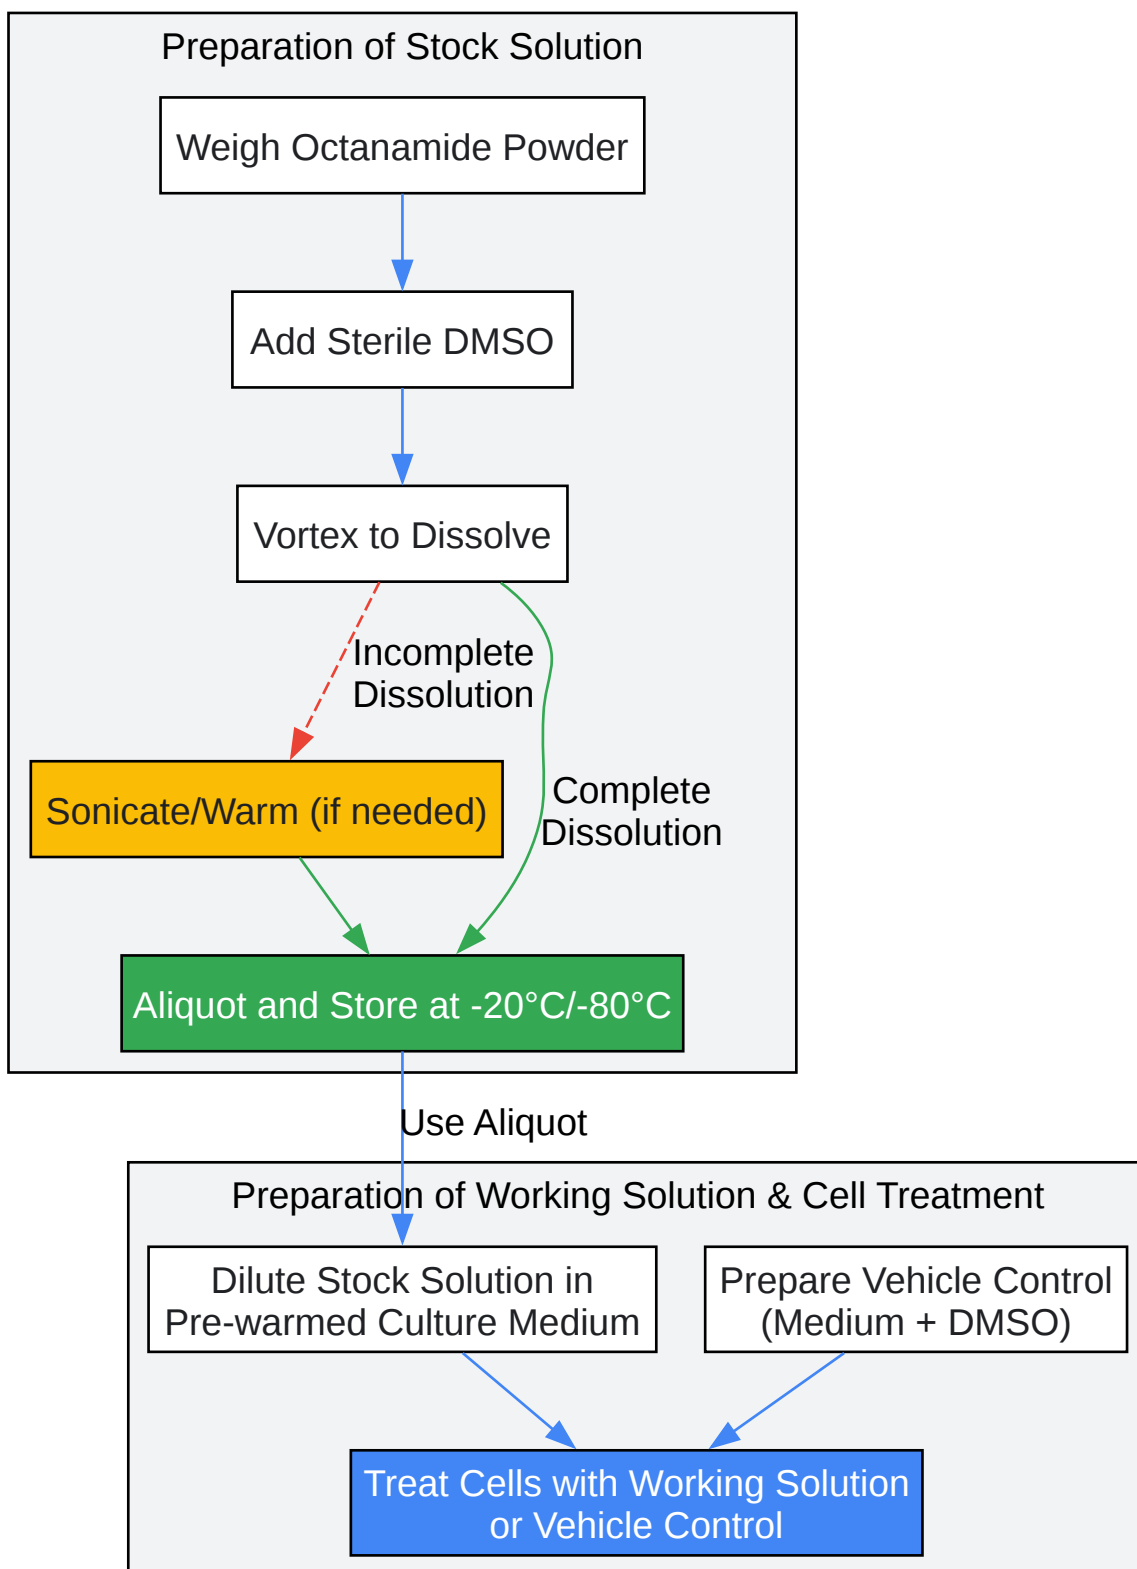 Preparation of Stock Solution
Weigh Octanamide Powder
Add Sterile DMSO
Vortex to Dissolve
Incomplete
Dissolution
Complete
Dissolution
Sonicate/Warm (if needed)
Aliquot and Store at -20°C/-80°C
Use Aliquot
Preparation of Working Solution & Cell Treatment
Dilute Stock Solution in
Pre-warmed Culture Medium
Prepare Vehicle Control
(Medium + DMSO)
Treat Cells with Working Solution
or Vehicle Control